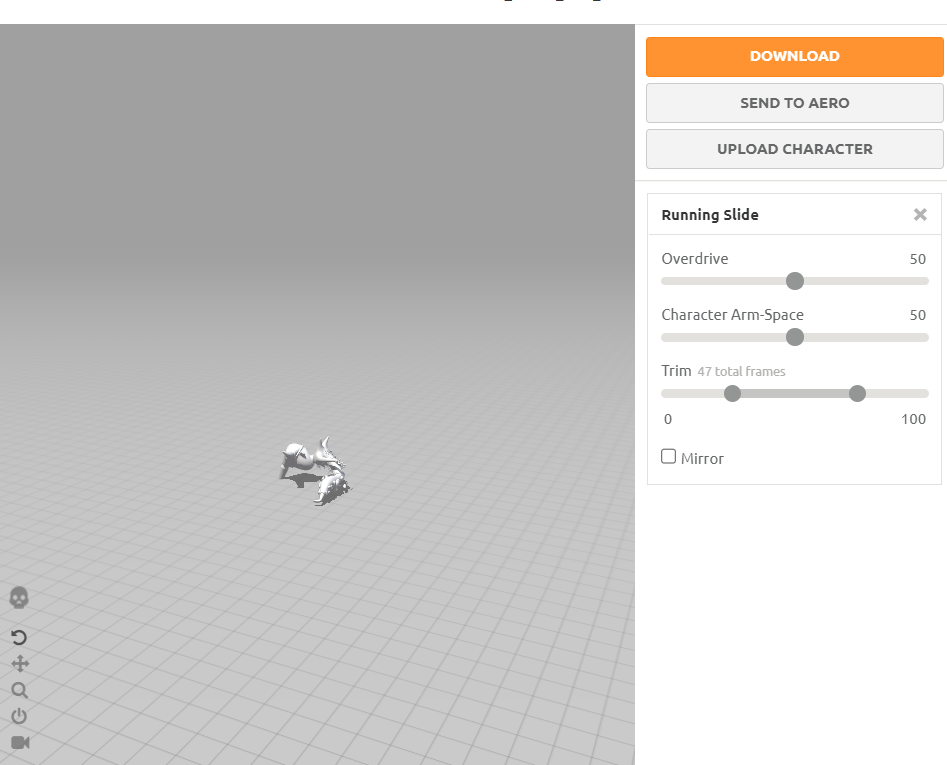 DOWNLOAD
SEND TO AERO
UPLOAD CHARACTER
Running Slide
Overdrive 50
Character Arm-Space 50
Trim 47 total frames
0 100
Mirror